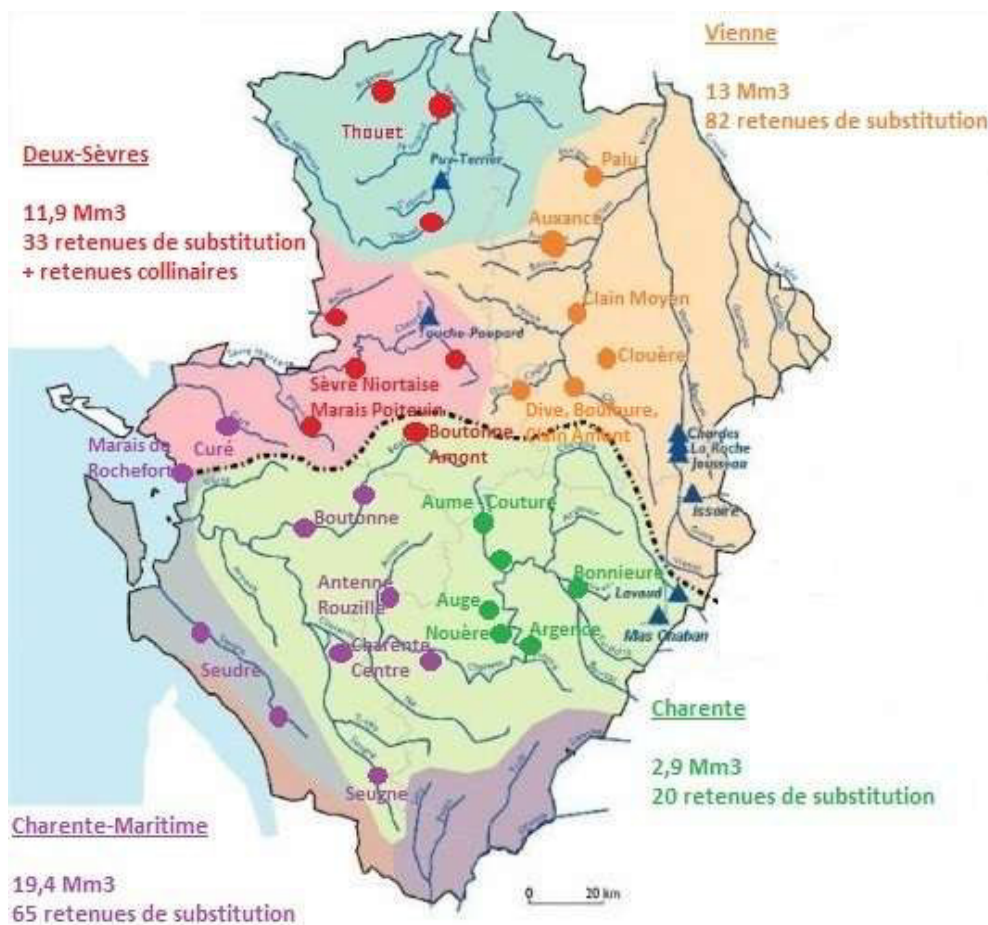 Vienne
13 Mm3
82 retenues de substitution
Deux-Sèvres
11,9 Mm3
33 retenues de substitution
+ retenues collinaires
Thouet
Puy-Terrier
Palu
Auxance
Clain Moyen
Touche-Poupard
Clouère
Sèvre Niortaise
Marais Poitevin
Dive, Bouleure,
Clain Amont
Boutonne
Amont
Curé
Marais de
Rochefort
Chardes
La Roche
Jousseau
Issoire
Boutonne
Aume-Couture
Bonnieure
Lavaud
Mas Chaban
Antenne
Rouzille
Auge
Nouère
Argence
Charente
Centre
Seudre
Seugne
Charente
2,9 Mm3
20 retenues de substitution
Charente-Maritime
19,4 Mm3
65 retenues de substitution
0 20 km